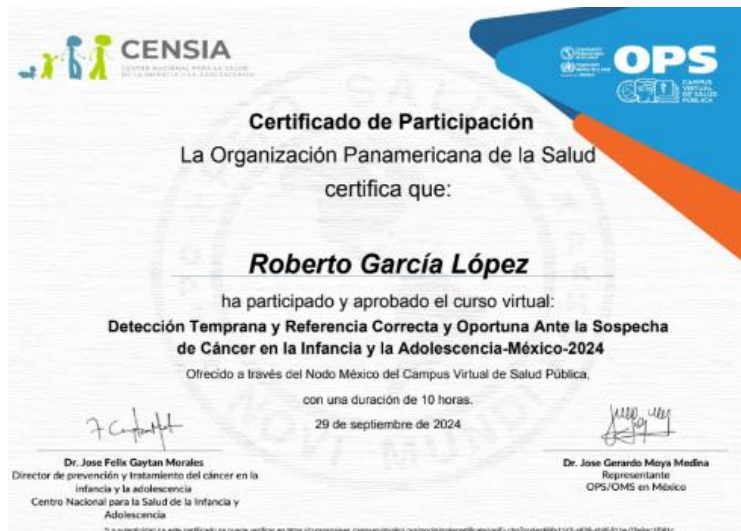 CENSIA
CENTRO NACIONAL PARA LA SALUD
DE LA INFANCIA Y LA ADOLESCENCIA
OPS
CAMPUS
VIRTUAL
DE SALUD
PÚBLICA
Certificado de Participación
La Organización Panamericana de la Salud
certifica que:
Roberto García López
ha participado y aprobado el curso virtual:
Detección Temprana y Referencia Correcta y Oportuna Ante la Sospecha
de Cáncer en la Infancia y la Adolescencia-México-2024
Ofrecido a través del Nodo México del Campus Virtual de Salud Pública,
con una duración de 10 horas.
29 de septiembre de 2024
Dr. Jose Felix Gaytan Morales
Director de prevención y tratamiento del cáncer en la
infancia y la adolescencia
Centro Nacional para la Salud de la Infancia y
Adolescencia
Dr. Jose Gerardo Moya Medina
Representante
OPS/OMS en México
NOVI MUNDI